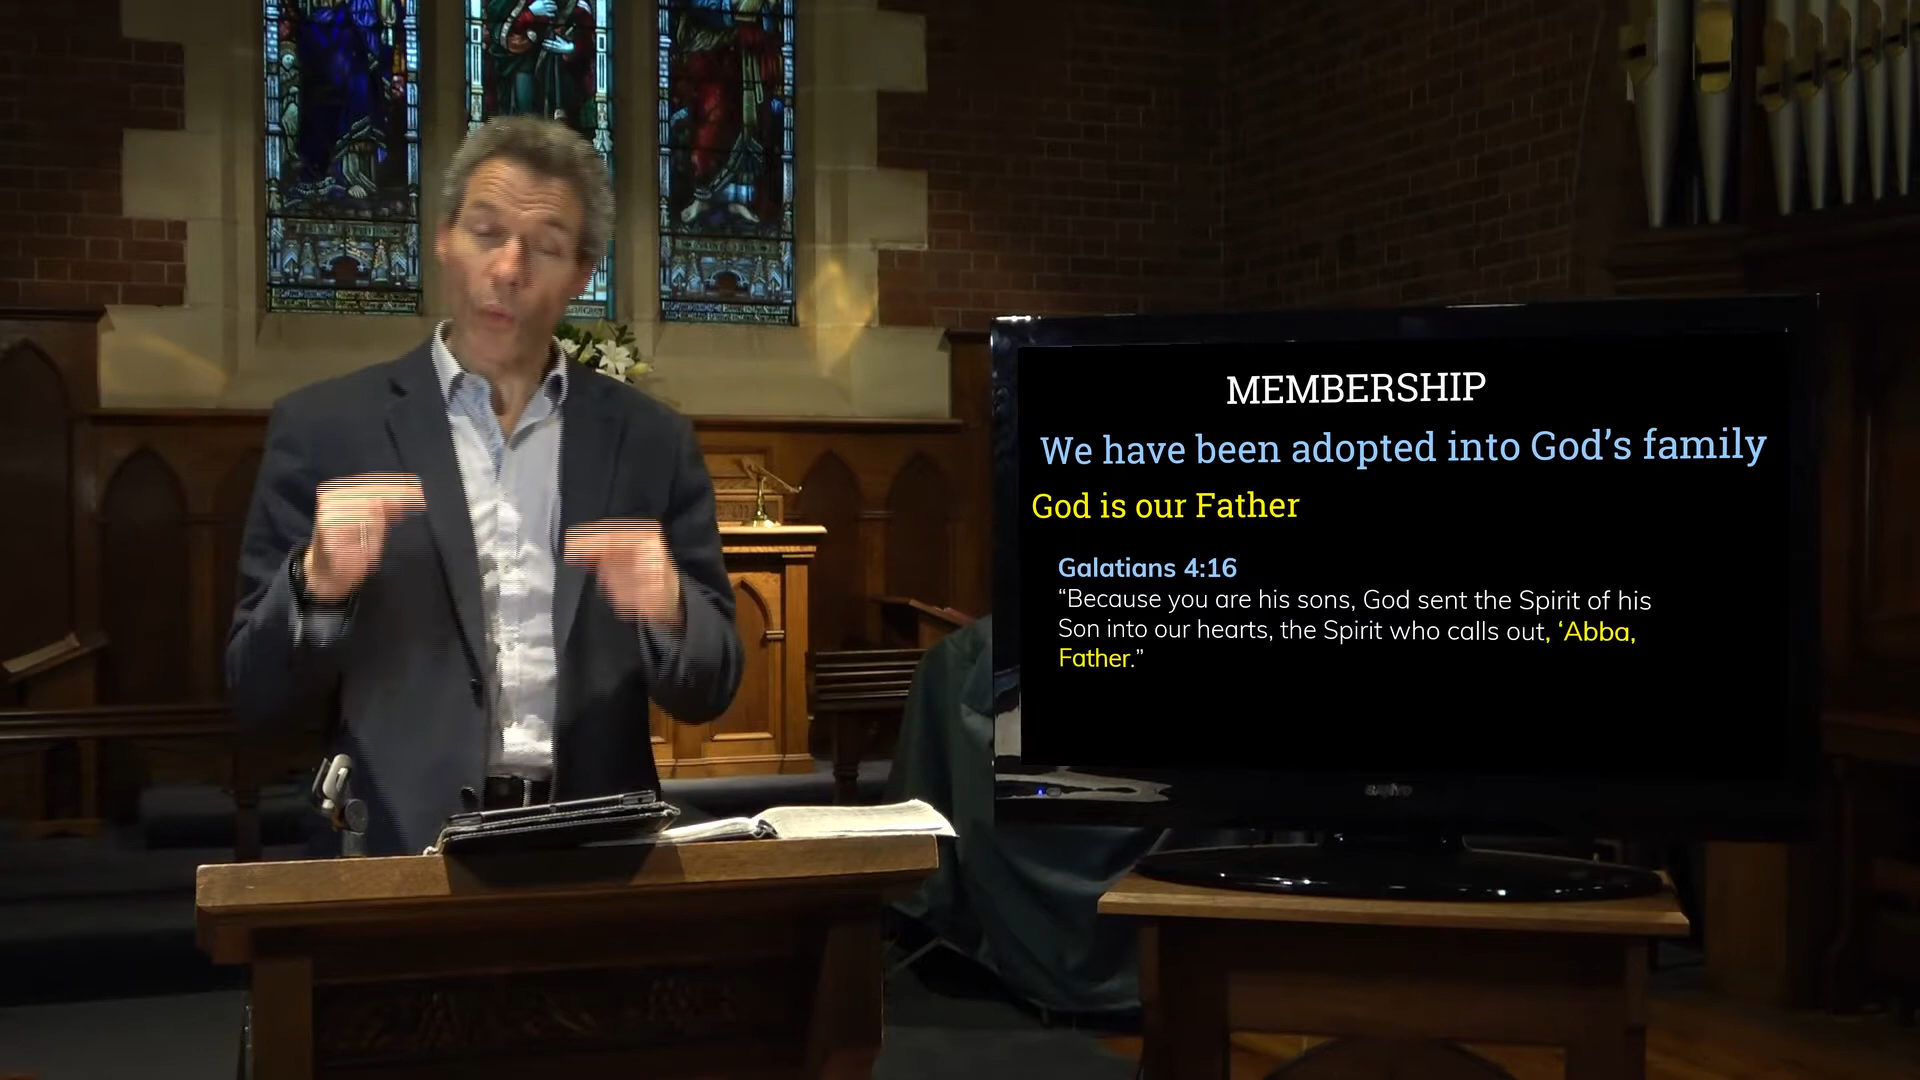 MEMBERSHIP
We have been adopted into God’s family
God is our Father
Galatians 4:16
“Because you are his sons, God sent the Spirit of his
Son into our hearts, the Spirit who calls out, ‘Abba,
Father.”
SANYO